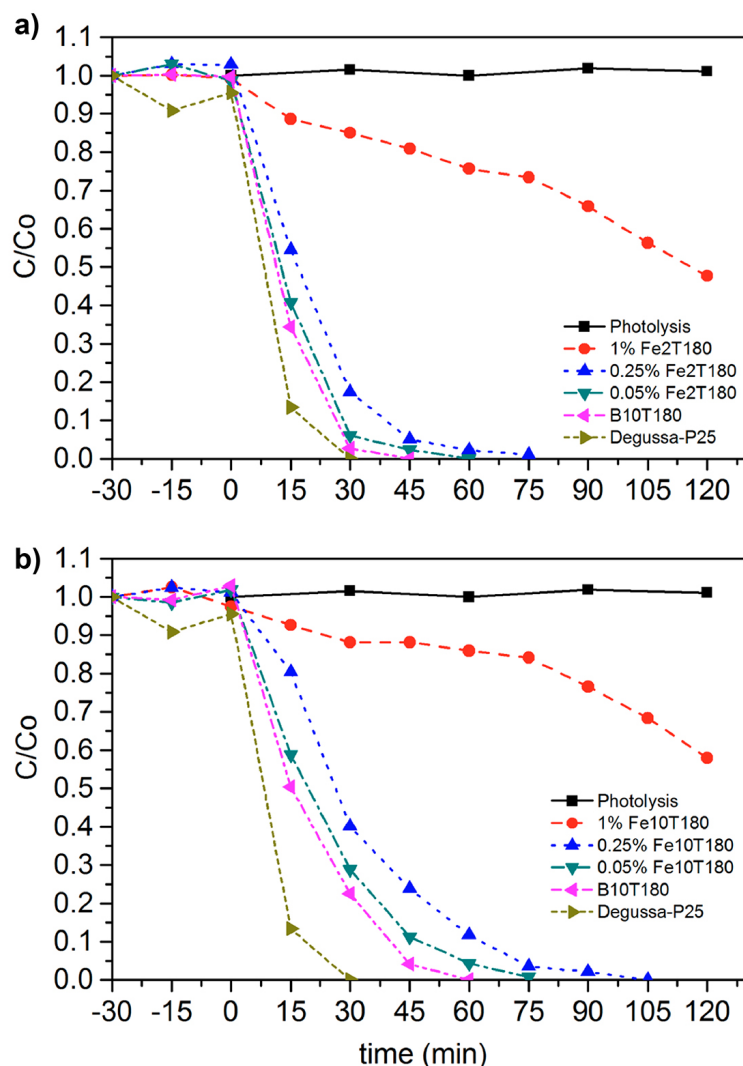 a)
1.1
1.0
0.9
0.8
0.7
0.6
0.5
0.4
0.3
0.2
0.1
0.0
C/Co
Photolysis
1% Fe2T180
0.25% Fe2T180
0.05% Fe2T180
B10T180
Degussa-P25
-30 -15 0 15 30 45 60 75 90 105 120
b)
1.1
1.0
0.9
0.8
0.7
0.6
0.5
0.4
0.3
0.2
0.1
0.0
C/Co
Photolysis
1% Fe10T180
0.25% Fe10T180
0.05% Fe10T180
B10T180
Degussa-P25
-30 -15 0 15 30 45 60 75 90 105 120
time (min)